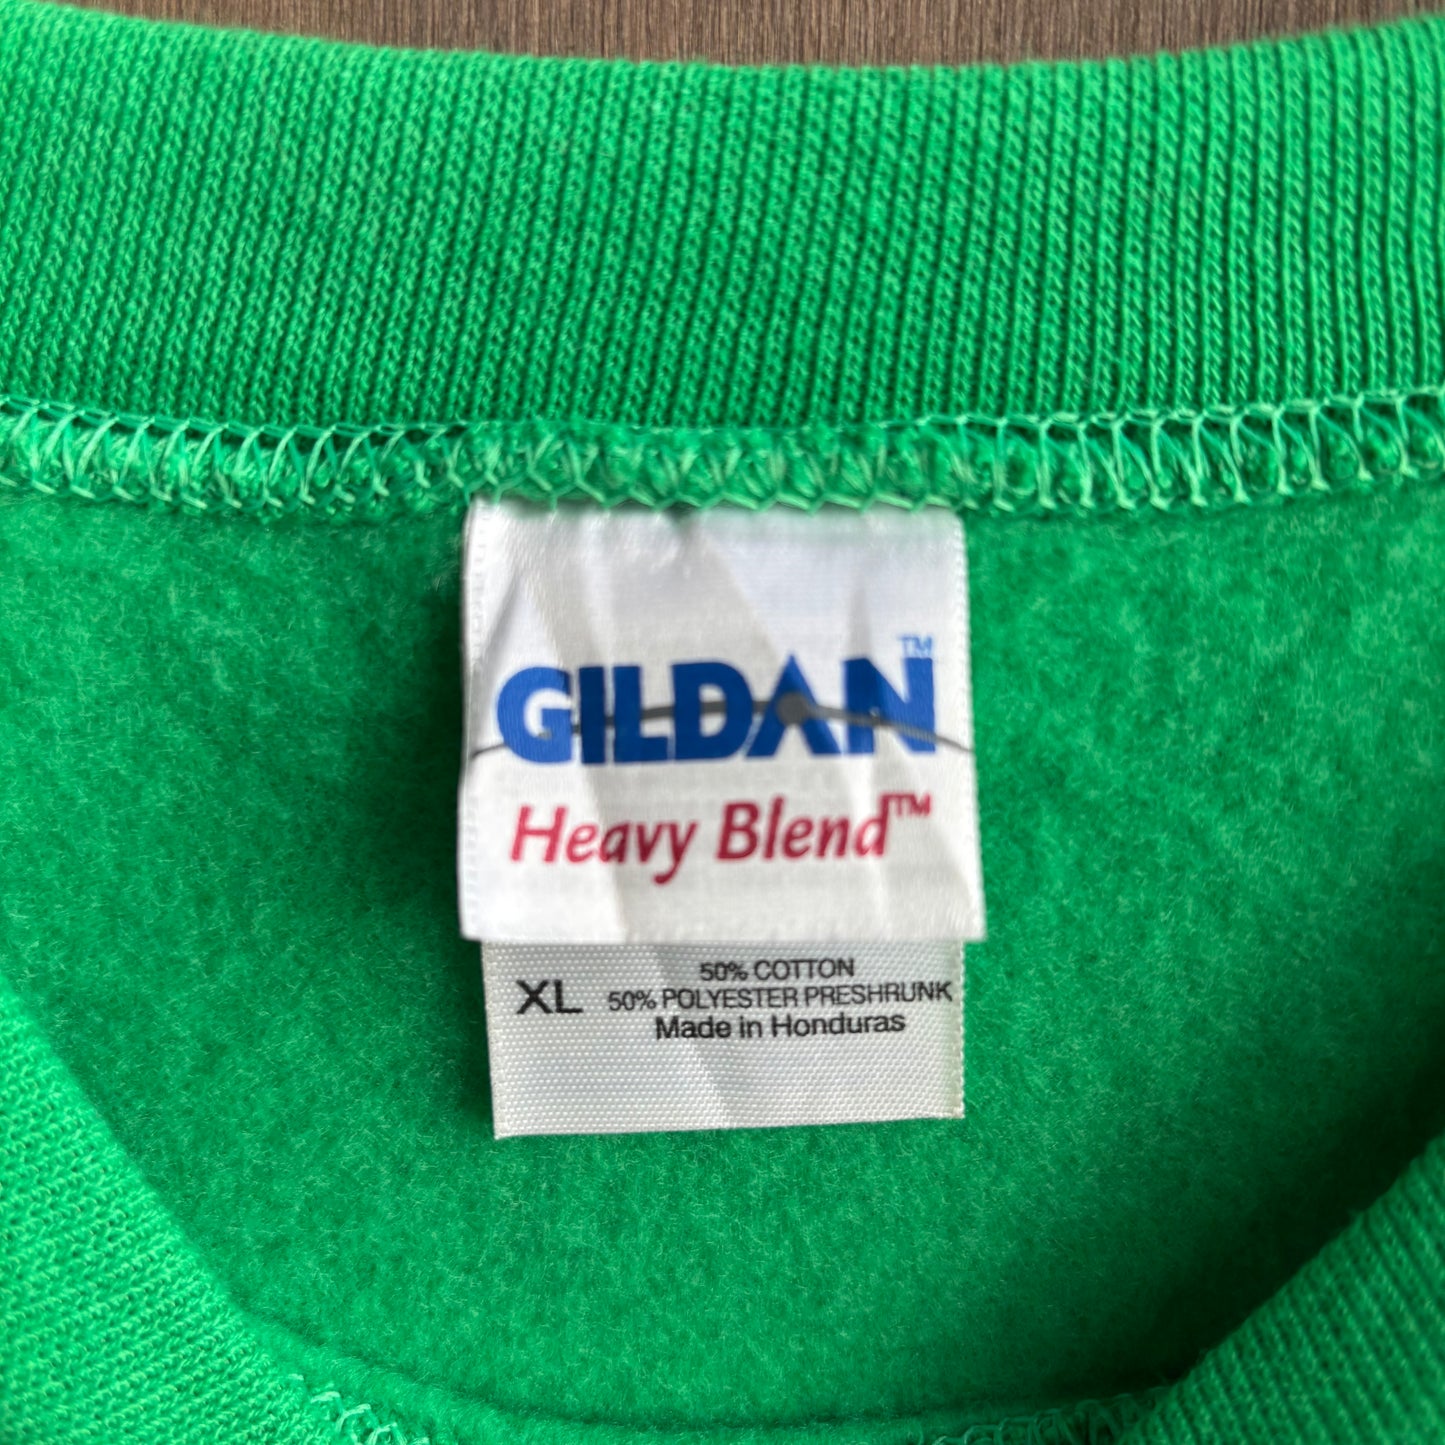 GILDAN™
Heavy Blend™
XL
50% COTTON
50% POLYESTER PRESHRUNK
Made in Honduras